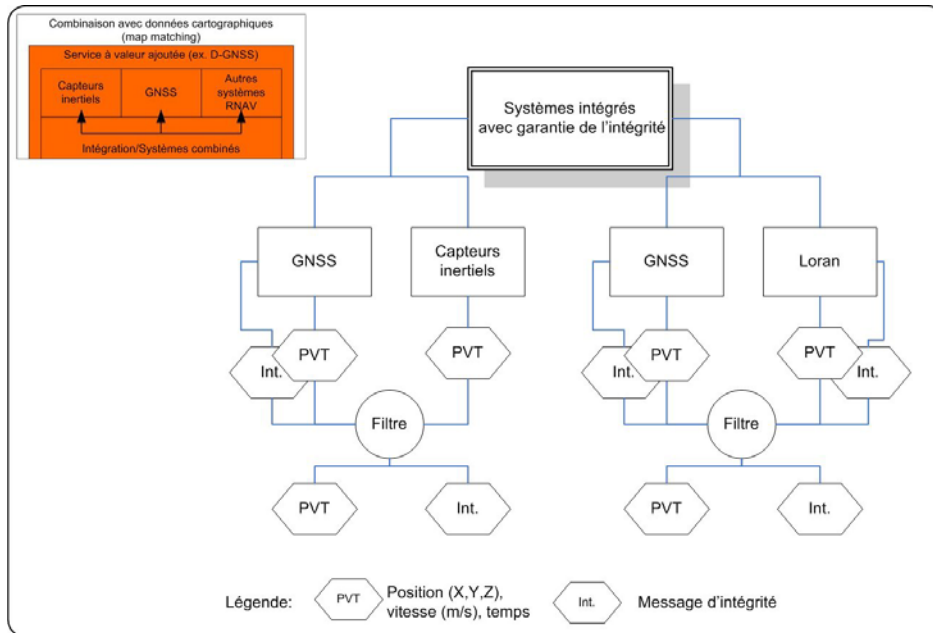 Combinaison avec données cartographiques
(map matching)
Service à valeur ajoutée (ex. D-GNSS)
Capteurs
inertiels
GNSS
Autres
systèmes
RNAV
Intégration/Systèmes combinés
Systèmes intégrés
avec garantie de l'intégrité
GNSS
Capteurs
inertiels
GNSS
Loran
Int.
PVT
PVT
Int.
PVT
PVT
Int.
Filtre
Filtre
PVT
Int.
PVT
Int.
Légende:
PVT
Position (X,Y,Z),
vitesse (m/s), temps
Int.
Message d'intégrité